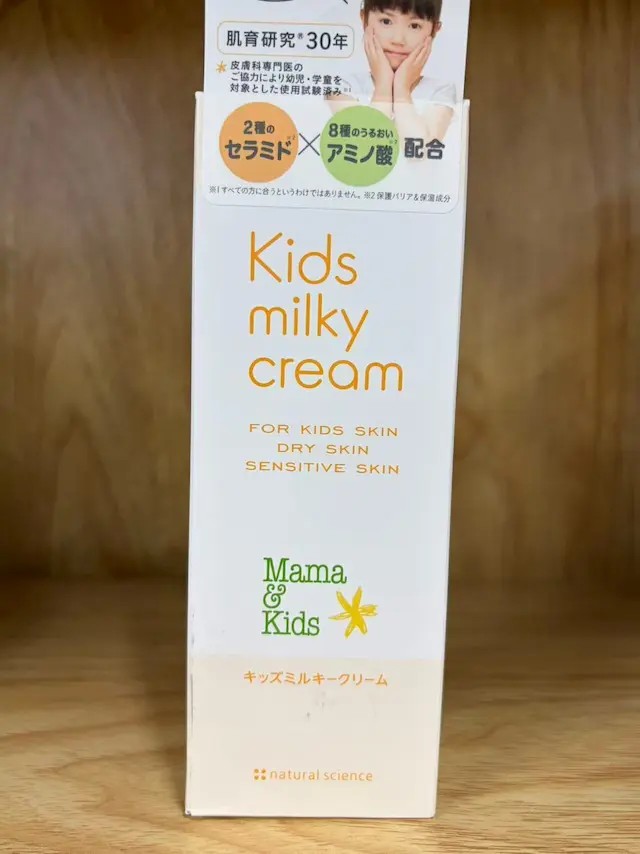 肌育研究®30年
皮膚科専門医の
ご協力により幼児・学童を
対象とした使用試験済み※1
2種の
セラミド※2
×
8種のうるおい
アミノ酸※2
配合
※1 すべての方に合うというわけではありません。 ※2 保護バリア&保湿成分
Kids
milky
cream
FOR KIDS SKIN
DRY SKIN
SENSITIVE SKIN
Mama
&
Kids
キッズミルキークリーム
natural science